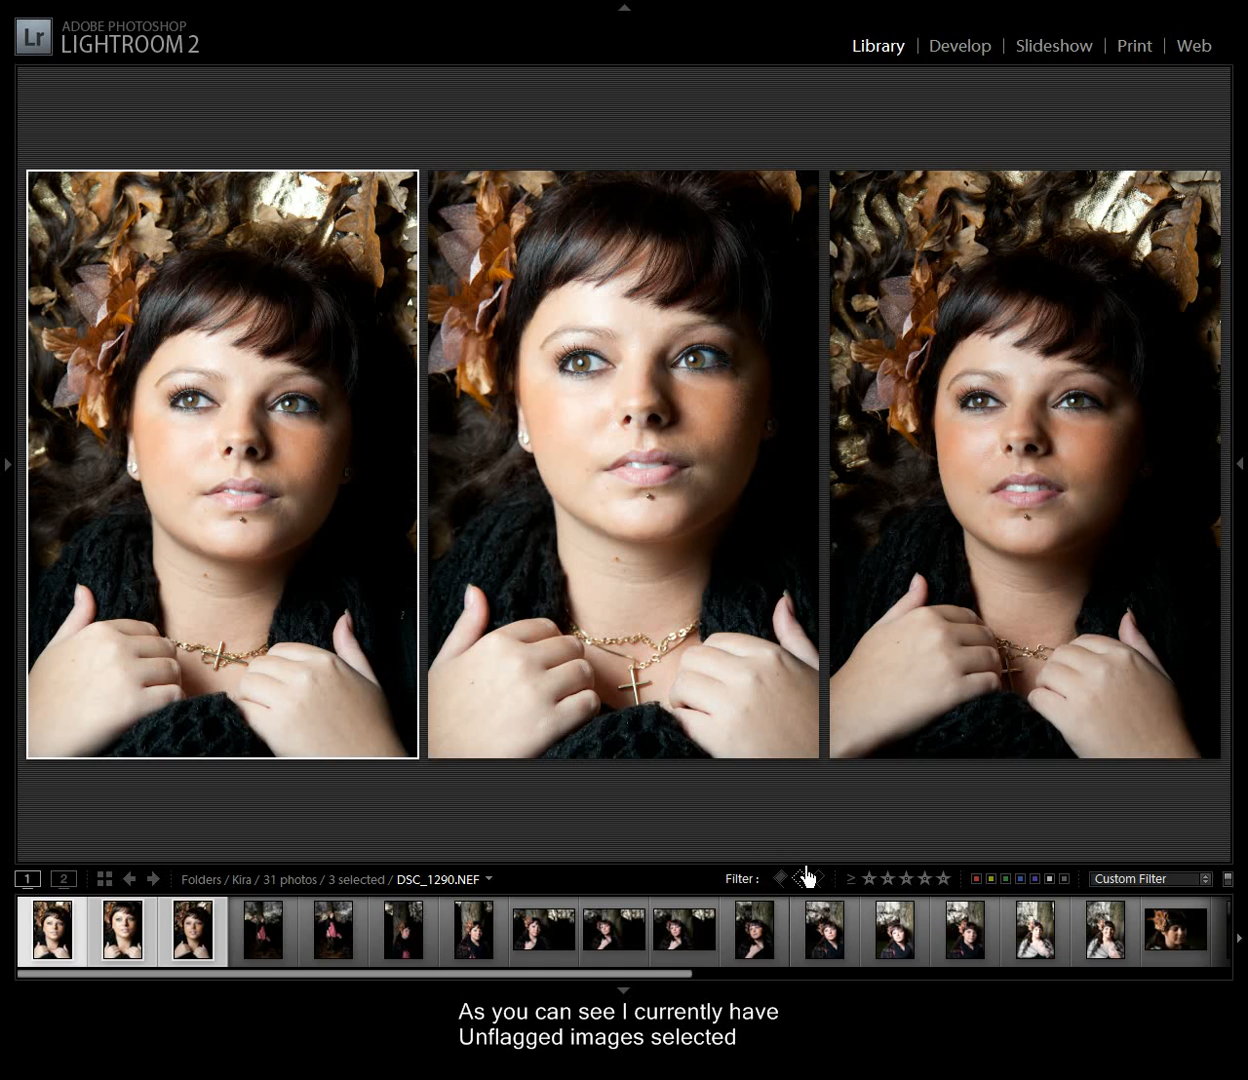 Lr
ADOBE PHOTOSHOP
LIGHTROOM 2
Library | Develop | Slideshow | Print | Web
1 2 Folders / Kira / 31 photos / 3 selected / DSC_1290.NEF Filter : ≥ Custom Filter
As you can see I currently have
Unflagged images selected